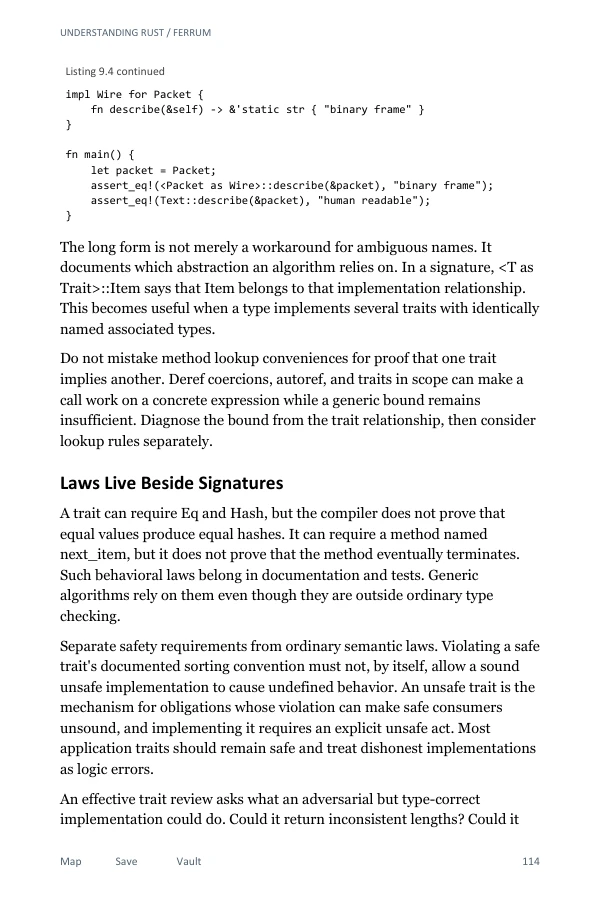 UNDERSTANDING RUST / FERRUM
Listing 9.4 continued
impl Wire for Packet {
    fn describe(&self) -> &'static str { "binary frame" }
}

fn main() {
    let packet = Packet;
    assert_eq!(<Packet as Wire>::describe(&packet), "binary frame");
    assert_eq!(Text::describe(&packet), "human readable");
}
The long form is not merely a workaround for ambiguous names. It
documents which abstraction an algorithm relies on. In a signature, <T as
Trait>::Item says that Item belongs to that implementation relationship.
This becomes useful when a type implements several traits with identically
named associated types.
Do not mistake method lookup conveniences for proof that one trait
implies another. Deref coercions, autoref, and traits in scope can make a
call work on a concrete expression while a generic bound remains
insufficient. Diagnose the bound from the trait relationship, then consider
lookup rules separately.
Laws Live Beside Signatures
A trait can require Eq and Hash, but the compiler does not prove that
equal values produce equal hashes. It can require a method named
next_item, but it does not prove that the method eventually terminates.
Such behavioral laws belong in documentation and tests. Generic
algorithms rely on them even though they are outside ordinary type
checking.
Separate safety requirements from ordinary semantic laws. Violating a safe
trait's documented sorting convention must not, by itself, allow a sound
unsafe implementation to cause undefined behavior. An unsafe trait is the
mechanism for obligations whose violation can make safe consumers
unsound, and implementing it requires an explicit unsafe act. Most
application traits should remain safe and treat dishonest implementations
as logic errors.
An effective trait review asks what an adversarial but type-correct
implementation could do. Could it return inconsistent lengths? Could it
Map Save Vault 114